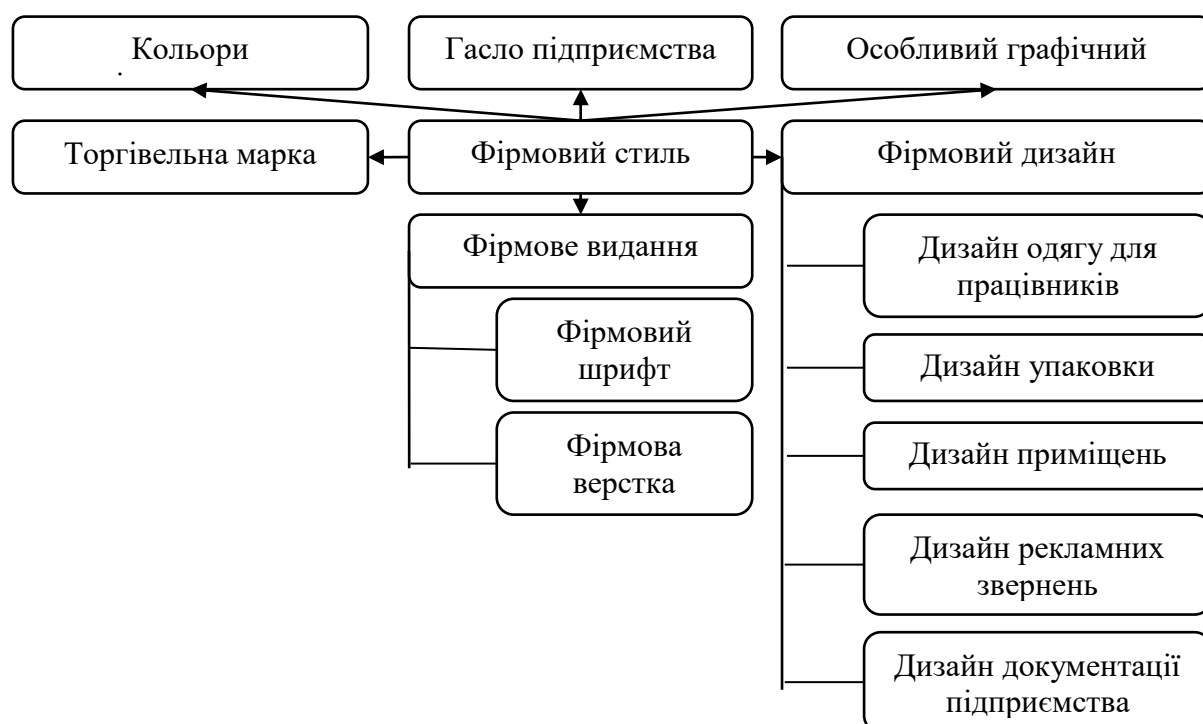 Кольори
Гасло підприємства
Особливий графічний
Торгівельна марка
Фірмовий стиль
Фірмовий дизайн
Фірмове видання
Фірмовий
шрифт
Фірмова
верстка
Дизайн одягу для
працівників
Дизайн упаковки
Дизайн приміщень
Дизайн рекламних
звернень
Дизайн документації
підприємства